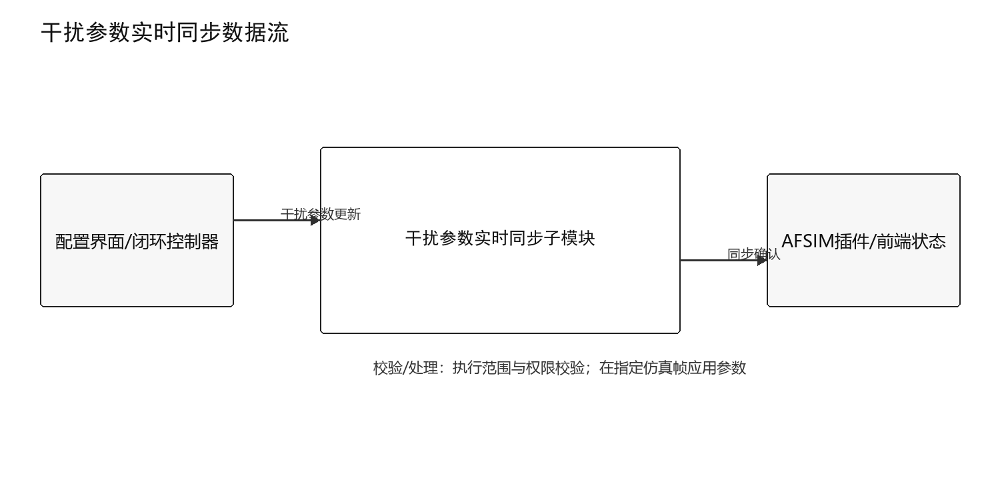 干扰参数实时同步数据流
干扰参数更新
配置界面/闭环控制器
干扰参数实时同步子模块
同步确认
AFSIM插件/前端状态
校验/处理：执行范围与权限校验；在指定仿真帧应用参数